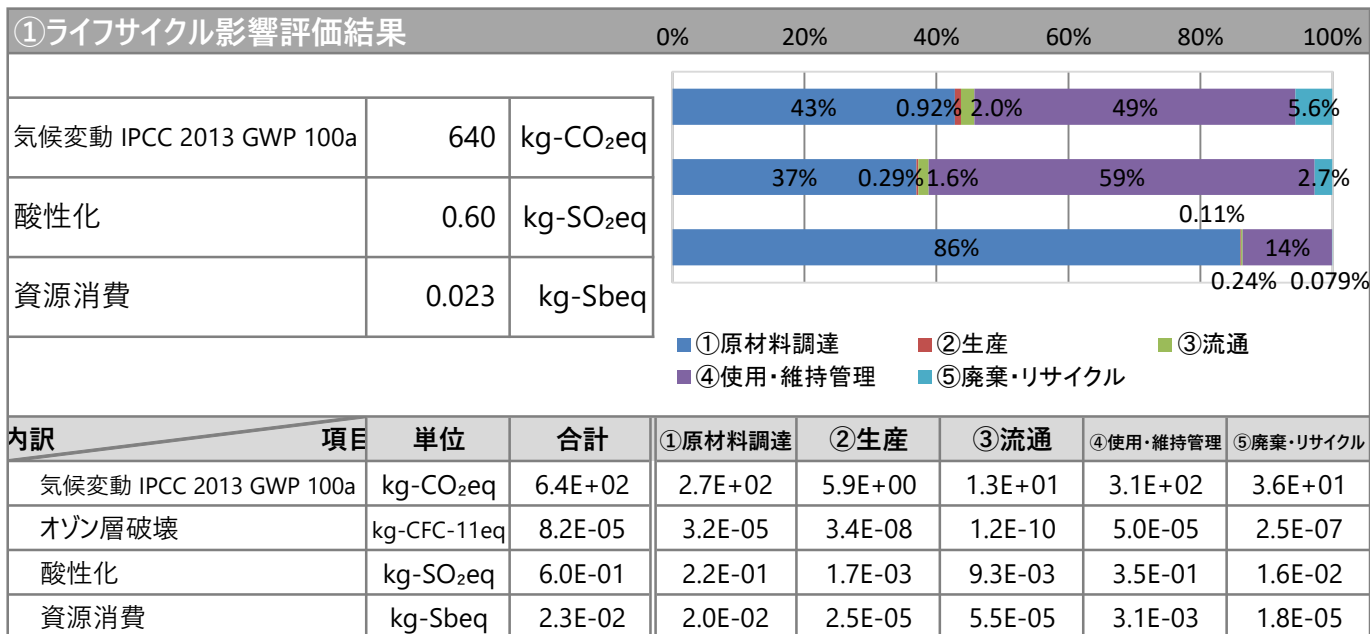 ①ライフサイクル影響評価結果 0% 20% 40% 60% 80% 100%
気候変動 IPCC 2013 GWP 100a 640 kg-CO₂eq
酸性化 0.60 kg-SO₂eq
資源消費 0.023 kg-Sbeq
43% 0.92% 2.0% 49% 5.6%
37% 0.29% 1.6% 59% 2.7%
0.11%
86% 14%
0.24% 0.079%
■①原材料調達 ■②生産 ■③流通
■④使用・維持管理 ■⑤廃棄・リサイクル
内訳 項目 単位 合計 ①原材料調達 ②生産 ③流通 ④使用・維持管理 ⑤廃棄・リサイクル
気候変動 IPCC 2013 GWP 100a kg-CO₂eq 6.4E+02 2.7E+02 5.9E+00 1.3E+01 3.1E+02 3.6E+01
オゾン層破壊 kg-CFC-11eq 8.2E-05 3.2E-05 3.4E-08 1.2E-10 5.0E-05 2.5E-07
酸性化 kg-SO₂eq 6.0E-01 2.2E-01 1.7E-03 9.3E-03 3.5E-01 1.6E-02
資源消費 kg-Sbeq 2.3E-02 2.0E-02 2.5E-05 5.5E-05 3.1E-03 1.8E-05